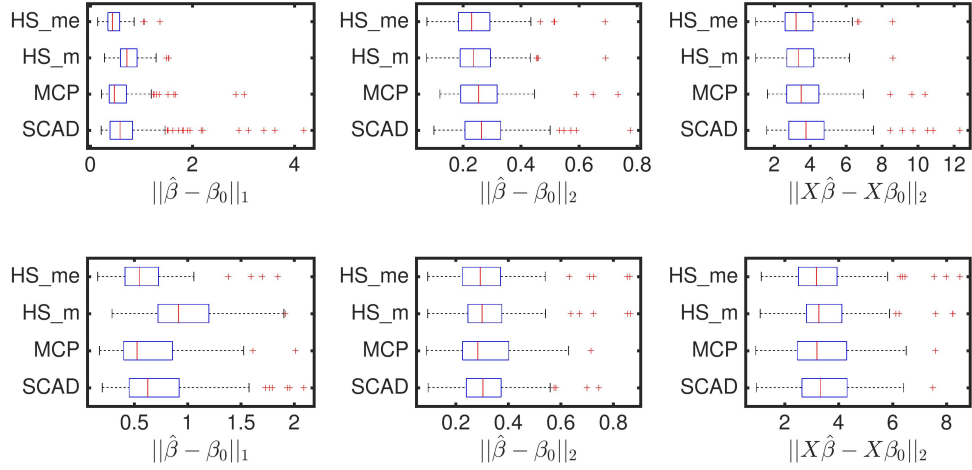 HS_me
HS_m
MCP
SCAD
0 2 4
||β̂ − β₀||₁
HS_me
HS_m
MCP
SCAD
0.2 0.4 0.6 0.8
||β̂ − β₀||₂
HS_me
HS_m
MCP
SCAD
2 4 6 8 10 12
||Xβ̂ − Xβ₀||₂
HS_me
HS_m
MCP
SCAD
0.5 1 1.5 2
||β̂ − β₀||₁
HS_me
HS_m
MCP
SCAD
0.2 0.4 0.6 0.8
||β̂ − β₀||₂
HS_me
HS_m
MCP
SCAD
2 4 6 8
||Xβ̂ − Xβ₀||₂